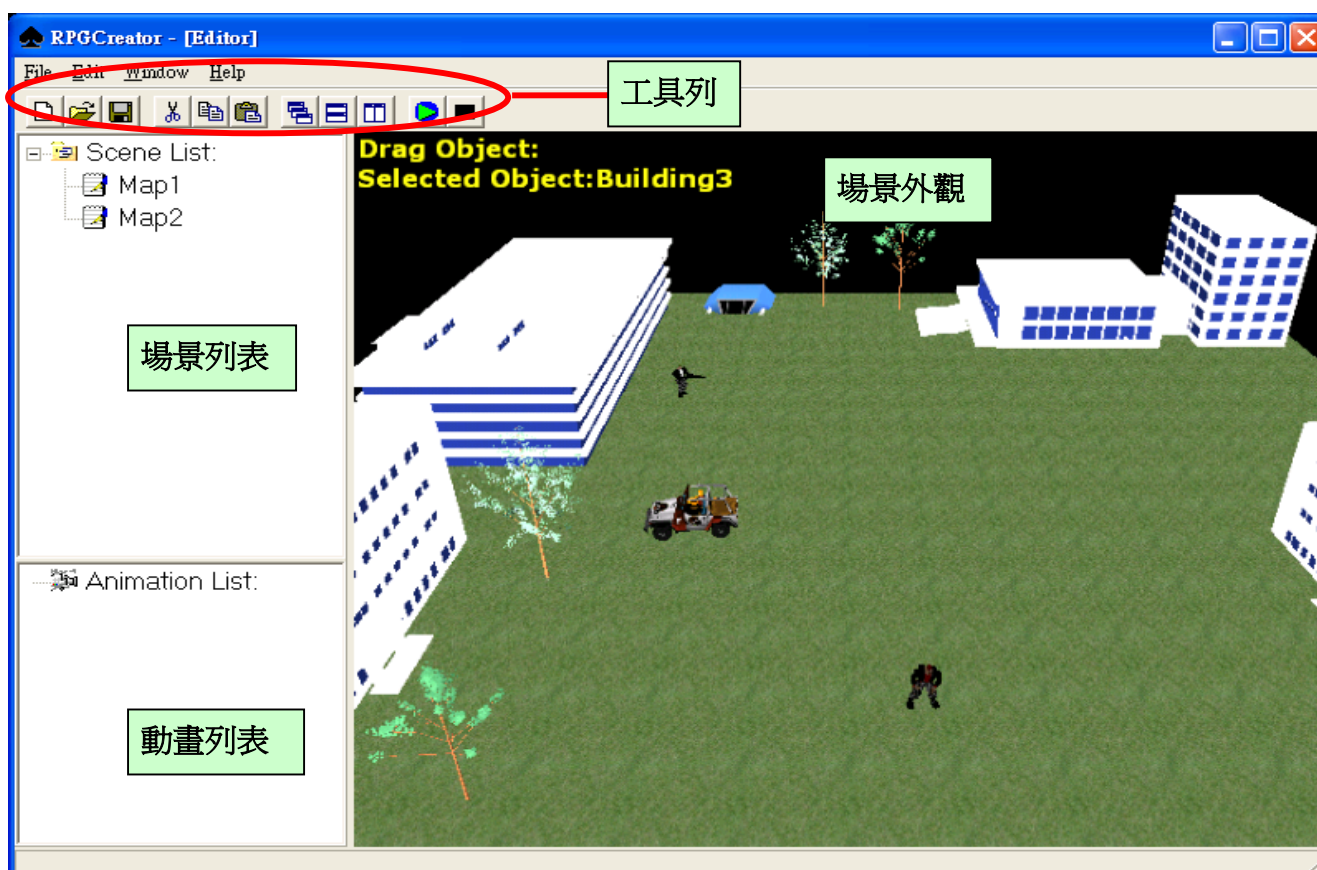 RPGCreator - [Editor]
File Edit Window Help
工具列
Scene List:
Map1
Map2
場景列表
Animation List:
動畫列表
Drag Object:
Selected Object:Building3
場景外觀